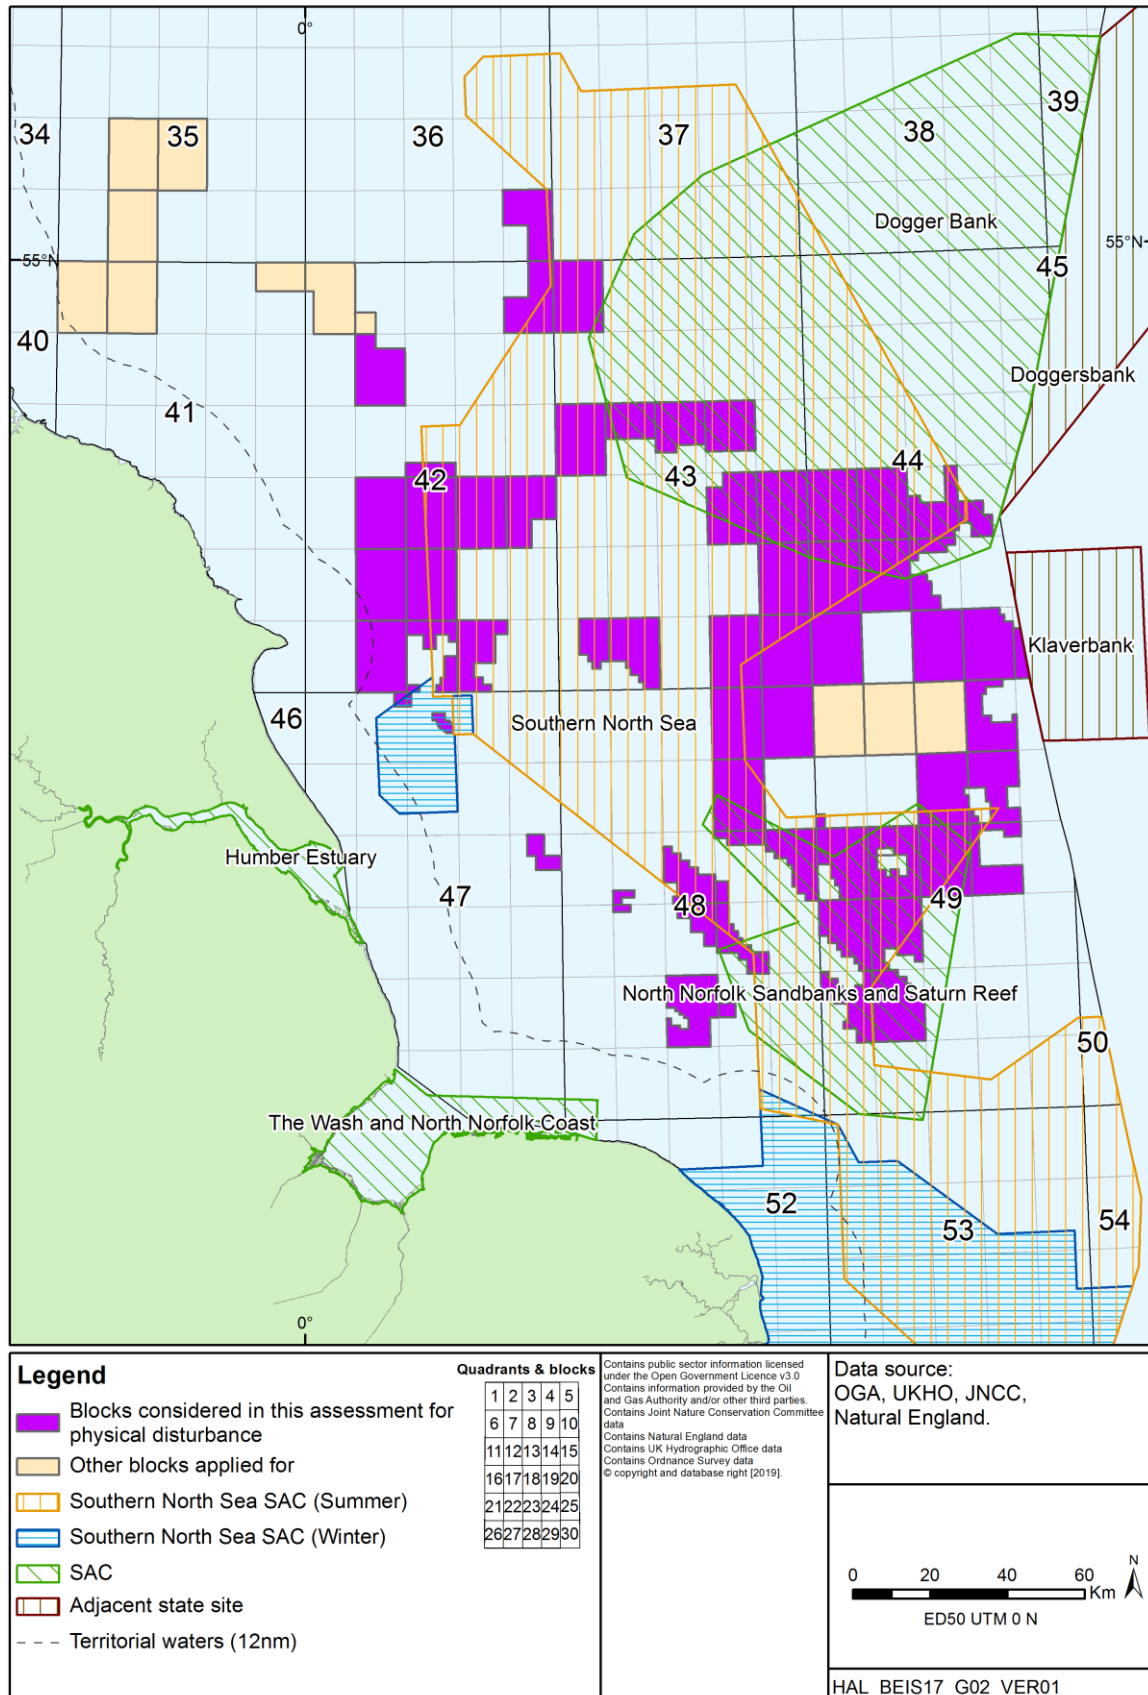 0°
39
34
35
36
37
38
Dogger Bank
55°N
55°N
45
40
Doggersbank
41
42
43
44
Klaverbank
46
Southern North Sea
Humber Estuary
47
48
49
North Norfolk Sandbanks and Saturn Reef
50
The Wash and North Norfolk Coast
52
53
54
0°
Legend
Blocks considered in this assessment for
physical disturbance
Other blocks applied for
Southern North Sea SAC (Summer)
Southern North Sea SAC (Winter)
SAC
Adjacent state site
Territorial waters (12nm)
Quadrants & blocks
1 2 3 4 5
6 7 8 9 10
11 12 13 14 15
16 17 18 19 20
21 22 23 24 25
26 27 28 29 30
Contains public sector information licensed
under the Open Government Licence v3.0
Contains information provided by the Oil
and Gas Authority and/or other third parties.
Contains Joint Nature Conservation Committee
data
Contains Natural England data
Contains UK Hydrographic Office data
Contains Ordnance Survey data
© copyright and database right [2019].
Data source:
OGA, UKHO, JNCC,
Natural England.
N
0 20 40 60
Km
ED50 UTM 0 N
HAL_BEIS17_G02_VER01